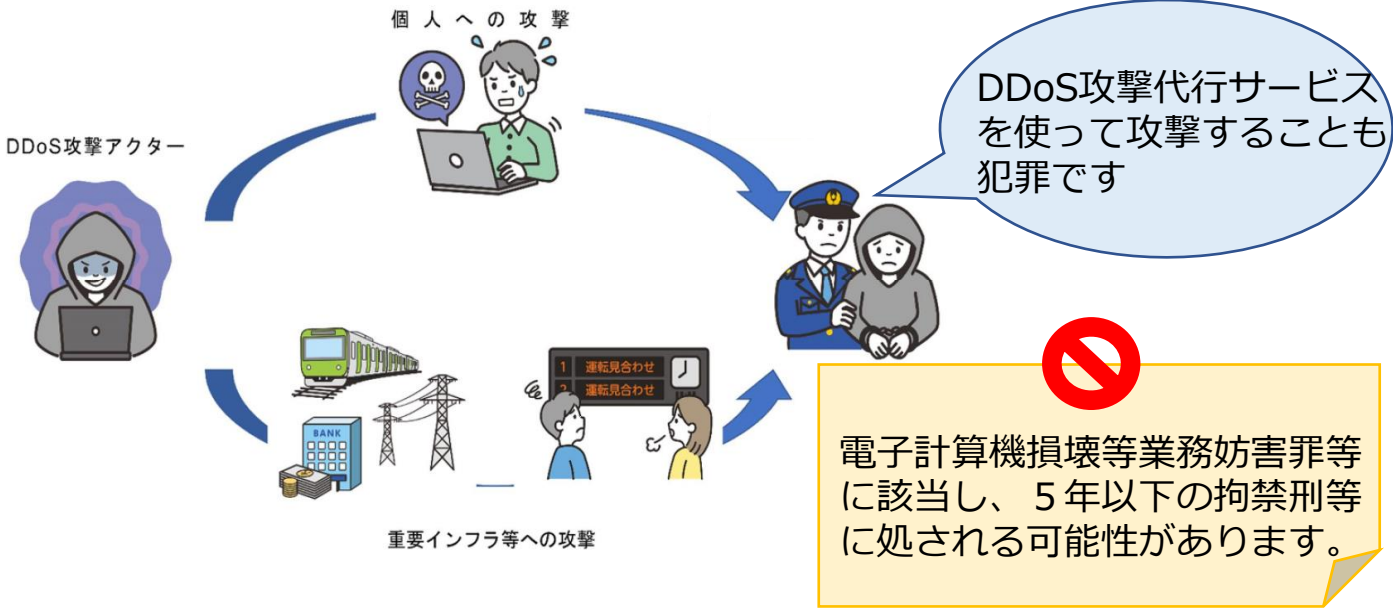 個人への攻撃
DDoS攻撃アクター
DDoS攻撃代行サービス
を使って攻撃することも
犯罪です
1 運転見合わせ
2 運転見合わせ
BANK
重要インフラ等への攻撃
電子計算機損壊等業務妨害罪等
に該当し、５年以下の拘禁刑等
に処される可能性があります。